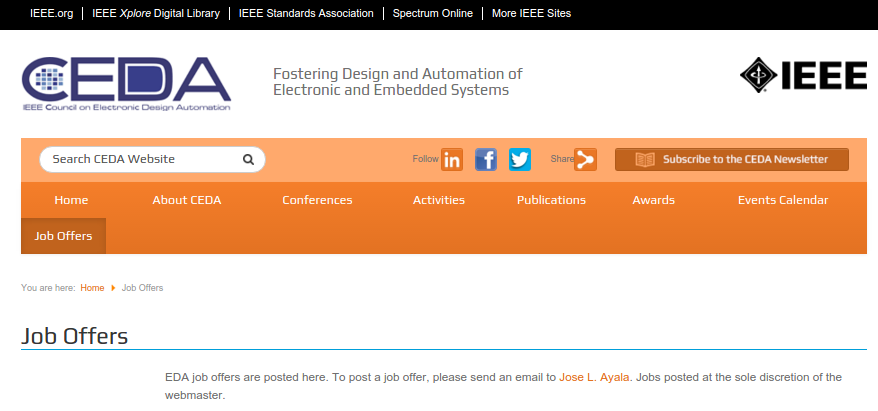 IEEE.org
IEEE Xplore Digital Library
IEEE Standards Association
Spectrum Online
More IEEE Sites
CEDA
IEEE Council on Electronic Design Automation
Fostering Design and Automation of
Electronic and Embedded Systems
IEEE
Search CEDA Website
Follow
in
f
Share
Subscribe to the CEDA Newsletter
Home
About CEDA
Conferences
Activities
Publications
Awards
Events Calendar
Job Offers
You are here: Home Job Offers
Job Offers
EDA job offers are posted here. To post a job offer, please send an email to Jose L. Ayala. Jobs posted at the sole discretion of the
webmaster.